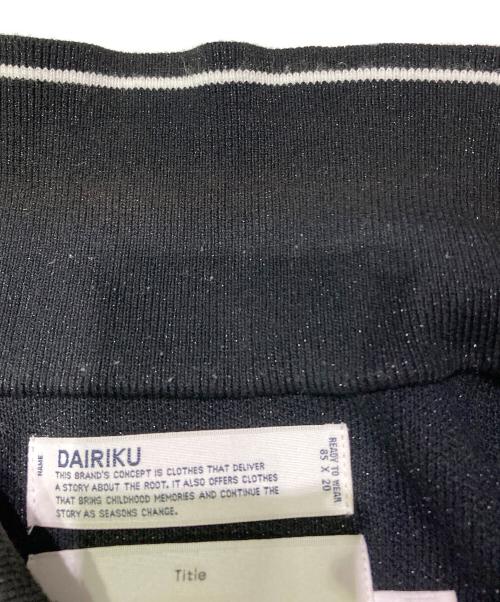 NAME
DAIRIKU
THIS BRAND'S CONCEPT IS CLOTHES THAT DELIVER
A STORY ABOUT THE ROOT. IT ALSO OFFERS CLOTHES
THAT BRING CHILDHOOD MEMORIES AND CONTINUE THE
STORY AS SEASONS CHANGE.
READY TO WEAR
85 X 20
Title